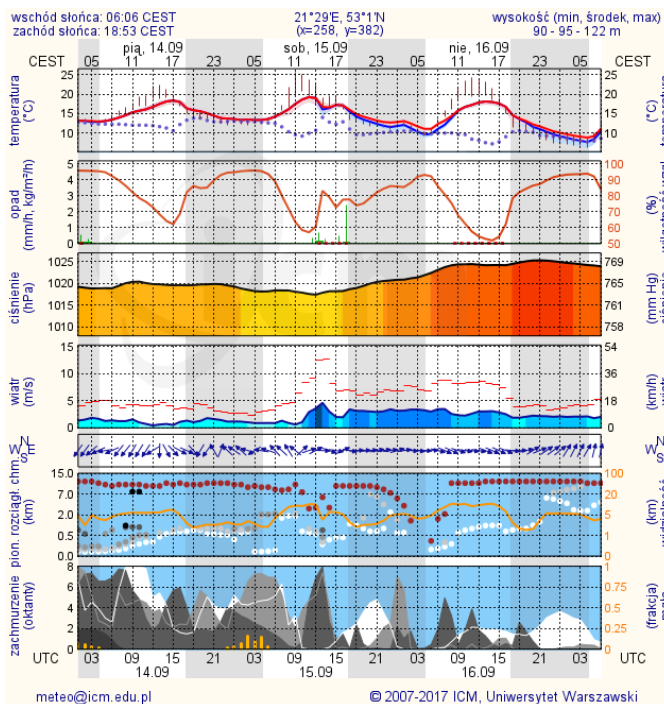 wschód słońca: 06:06 CEST
21°29'E, 53°1'N
wysokość (min, środek, max)
zachód słońca: 18:53 CEST
(x=258, y=382)
90 - 95 - 122 m
pią, 14.09
sob, 15.09
nie, 16.09
CEST 05 11 17 23 05 11 17 23 05 11 17 23 05 CEST
temperatura
(°C)
25
20
15
10
25
20
15
10
(°C)
opad
(mm/h, kg/m²/h)
5
4
3
2
1
0
100
90
80
70
60
50
(%)
ciśnienie
(hPa)
1025
1020
1015
1010
769
765
761
758
(mm Hg)
wiatr
(m/s)
15
10
5
0
54
36
18
0
(km/h)
N
W E
S
N
W
S
pion. rozciągł. chm
(km)
15.0
7.0
2.0
0.5
0.0
100
20
5
2
0
(km)
zachmurzenie
(oktanty)
8
6
4
2
0
1
0.75
0.5
0.25
0
(frakcja)
UTC 03 09 15 21 03 09 15 21 03 09 15 21 03 UTC
14.09
15.09
16.09
meteo@icm.edu.pl
© 2007-2017 ICM, Uniwersytet Warszawski